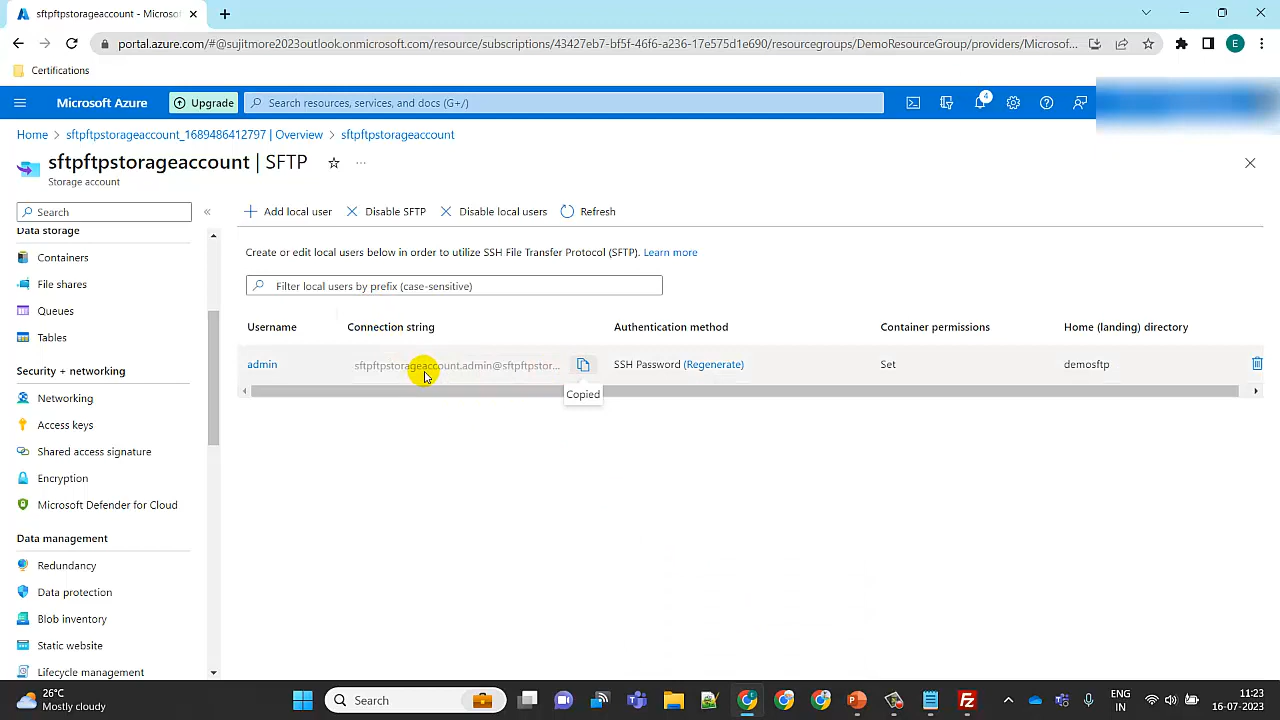 sftpftpstorageaccount - Microsof
portal.azure.com/#@sujitmore2023outlook.onmicrosoft.com/resource/subscriptions/43427eb7-bf5f-46f6-a236-17e575d1e690/resourcegroups/DemoResourceGroup/providers/Microsof...
E
Certifications
Microsoft Azure
Upgrade
Search resources, services, and docs (G+/)
4
Home > sftpftpstorageaccount_1689486412797 | Overview > sftpftpstorageaccount
sftpftpstorageaccount | SFTP
Storage account
Search
«
Add local user
Disable SFTP
Disable local users
Refresh
Data storage
Containers
File shares
Queues
Tables
Security + networking
Networking
Access keys
Shared access signature
Encryption
Microsoft Defender for Cloud
Data management
Redundancy
Data protection
Blob inventory
Static website
Lifecycle management
Create or edit local users below in order to utilize SSH File Transfer Protocol (SFTP). Learn more
Filter local users by prefix (case-sensitive)
Username Connection string Authentication method Container permissions Home (landing) directory
admin sftpftpstorageaccount.admin@sftpftpstor... SSH Password (Regenerate) Set demosftp
Copied
26°C
Mostly cloudy
Search
ENG
IN
11:23
16-07-2023